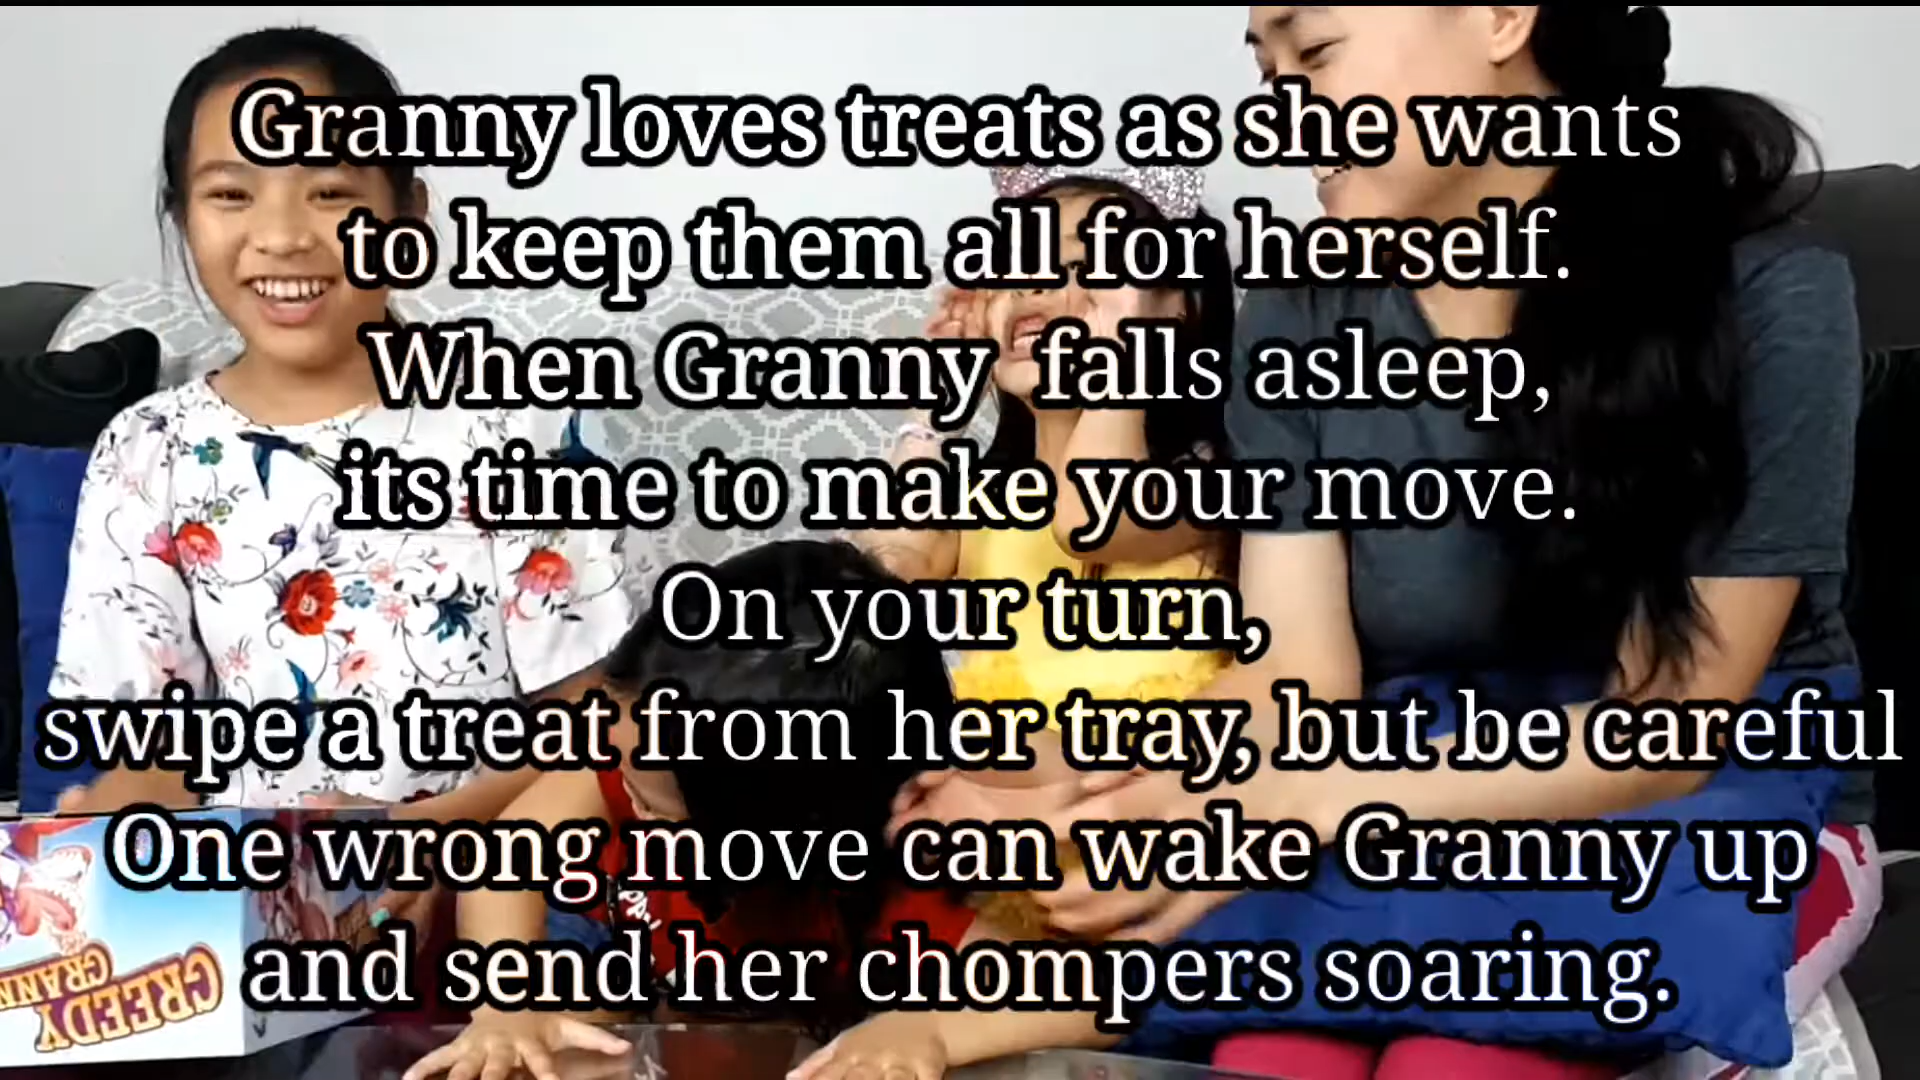 Granny loves treats as she wants
to keep them all for herself.
When Granny falls asleep,
its time to make your move.
On your turn,
swipe a treat from her tray, but be careful
One wrong move can wake Granny up
and send her chompers soaring.
GREEDY
GRANN